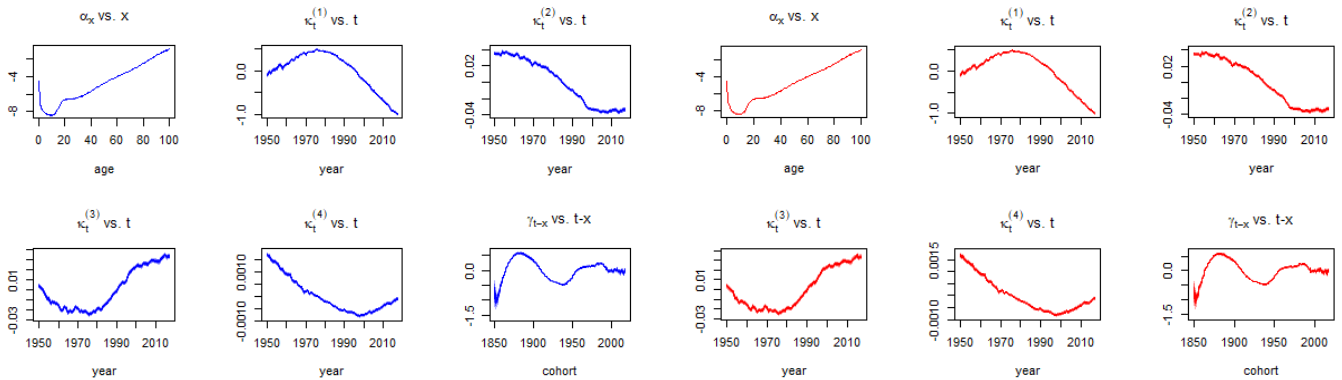 αₓ vs. x
κₜ⁽¹⁾ vs. t
κₜ⁽²⁾ vs. t
αₓ vs. x
κₜ⁽¹⁾ vs. t
κₜ⁽²⁾ vs. t
-4
-8
0 20 40 60 80 100
age
0.0
-1.0
1950 1970 1990 2010
year
0.02
-0.04
1950 1970 1990 2010
year
-4
-8
0 20 40 60 80 100
age
0.0
-1.0
1950 1970 1990 2010
year
0.02
-0.04
1950 1970 1990 2010
year
κₜ⁽³⁾ vs. t
κₜ⁽⁴⁾ vs. t
γₜ₋ₓ vs. t-x
κₜ⁽³⁾ vs. t
κₜ⁽⁴⁾ vs. t
γₜ₋ₓ vs. t-x
0.01
-0.03
1950 1970 1990 2010
year
0.0010
-0.0010
1950 1970 1990 2010
year
0.0
-1.5
1850 1900 1950 2000
cohort
0.01
-0.03
1950 1970 1990 2010
year
0.0015
-0.0010
1950 1970 1990 2010
year
0.0
-1.5
1850 1900 1950 2000
cohort